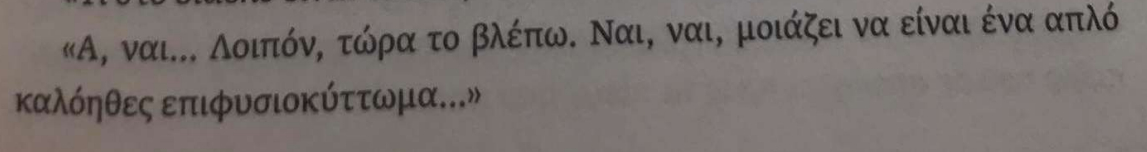 «Α, ναι... Λοιπόν, τώρα το βλέπω. Ναι, ναι, μοιάζει να είναι ένα απλό
καλόηθες επιφυσιοκύττωμα...»